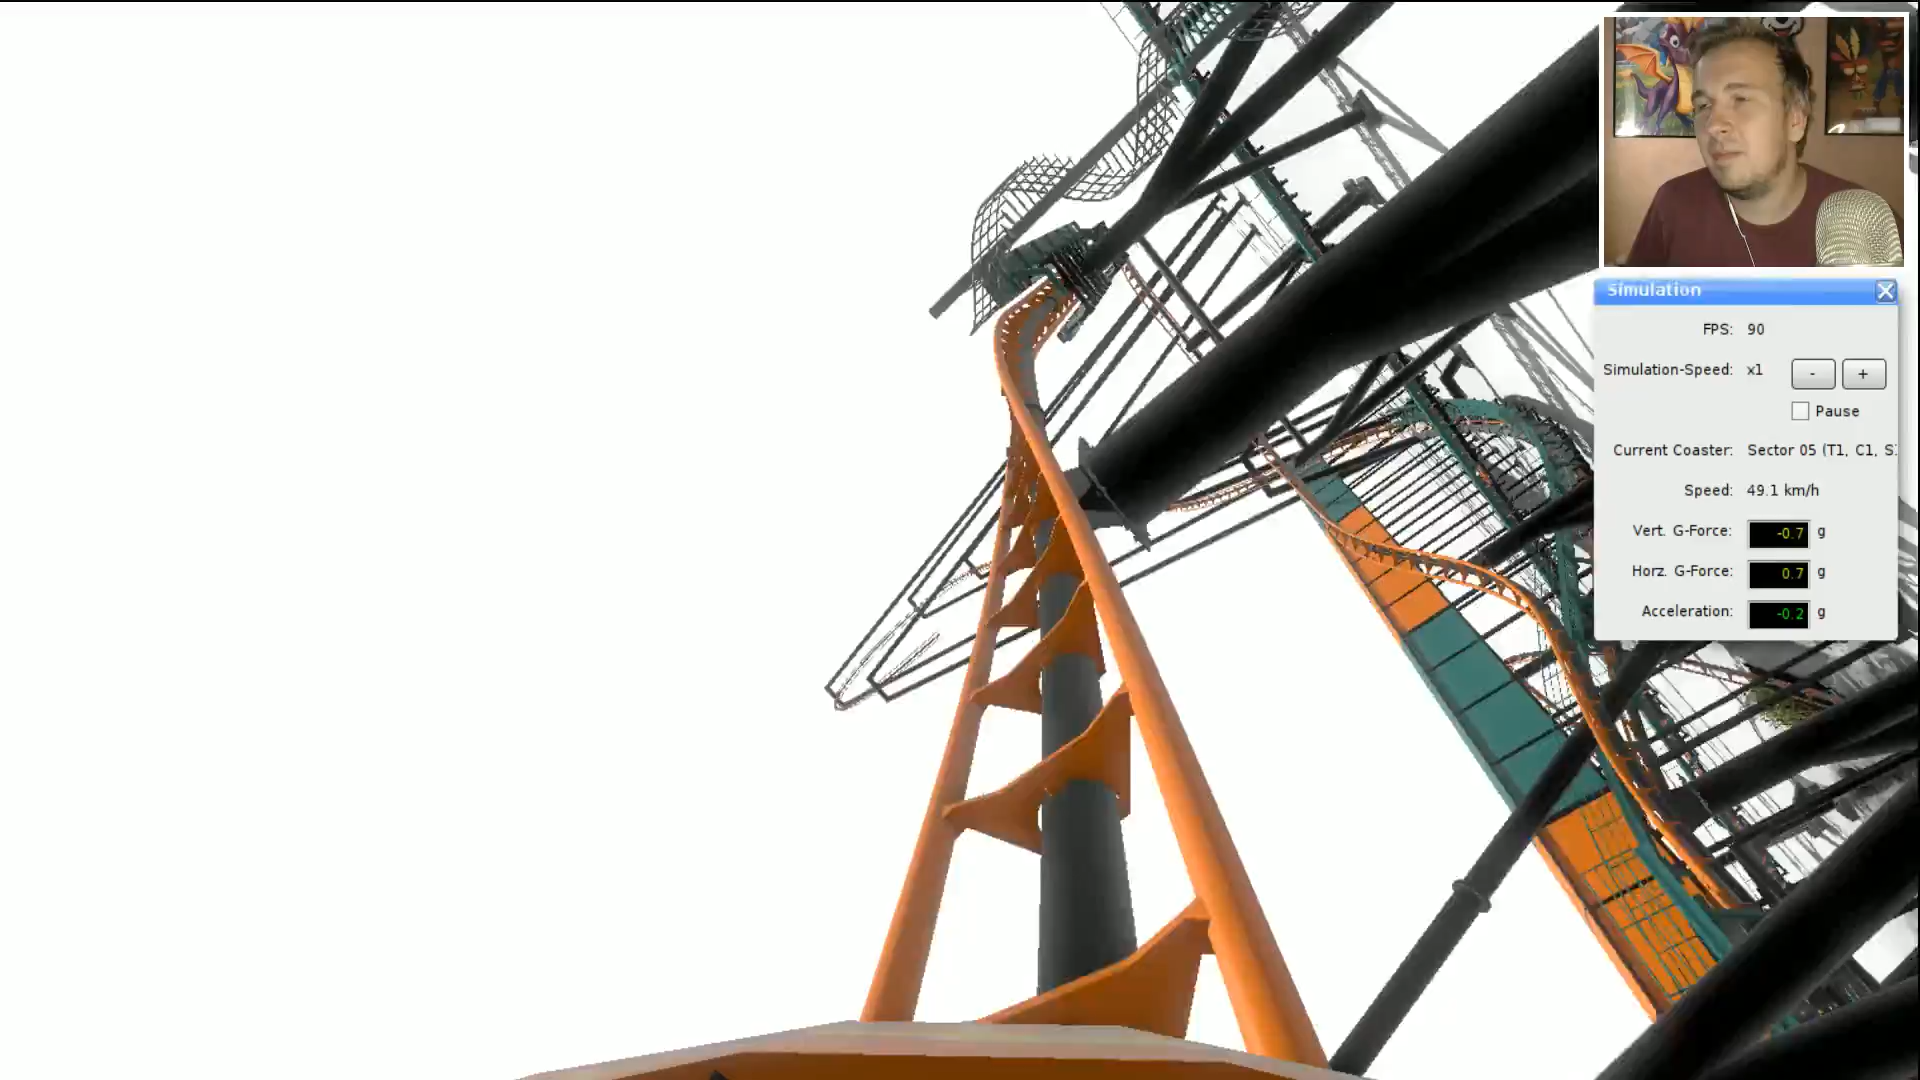 Simulation
FPS: 90
Simulation-Speed: x1 - +
Pause
Current Coaster: Sector 05 (T1, C1, S
Speed: 49.1 km/h
Vert. G-Force: -0.7 g
Horz. G-Force: 0.7 g
Acceleration: -0.2 g